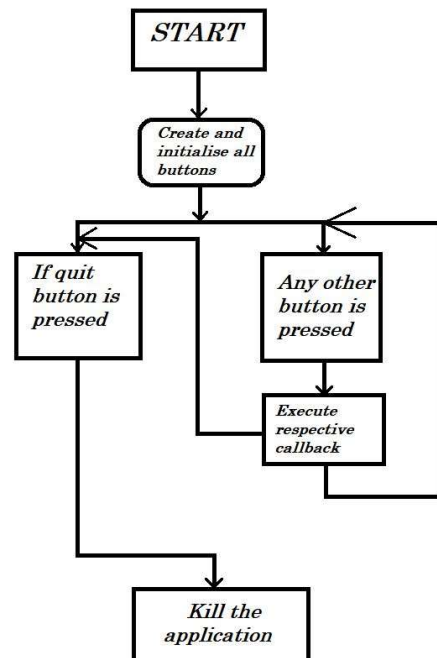 START
Create and
initialise all
buttons
If quit
button is
pressed
Any other
button is
pressed
Execute
respective
callback
Kill the
application